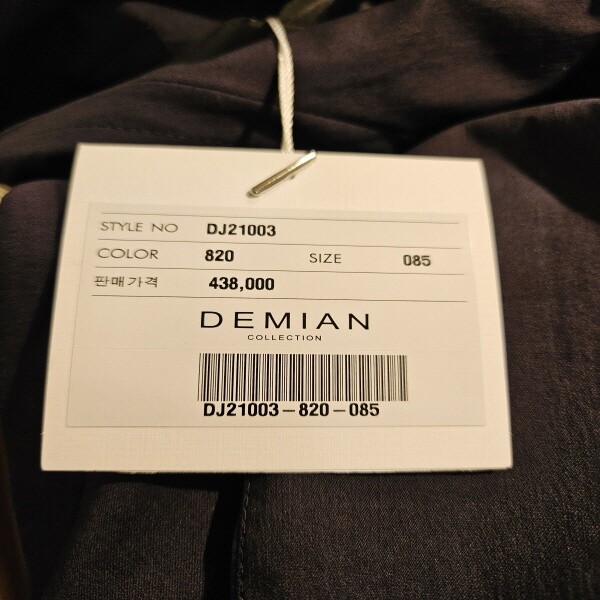 STYLE NO DJ21003
COLOR 820 SIZE 085
판매가격 438,000
DEMIAN
COLLECTION
DJ21003-820-085